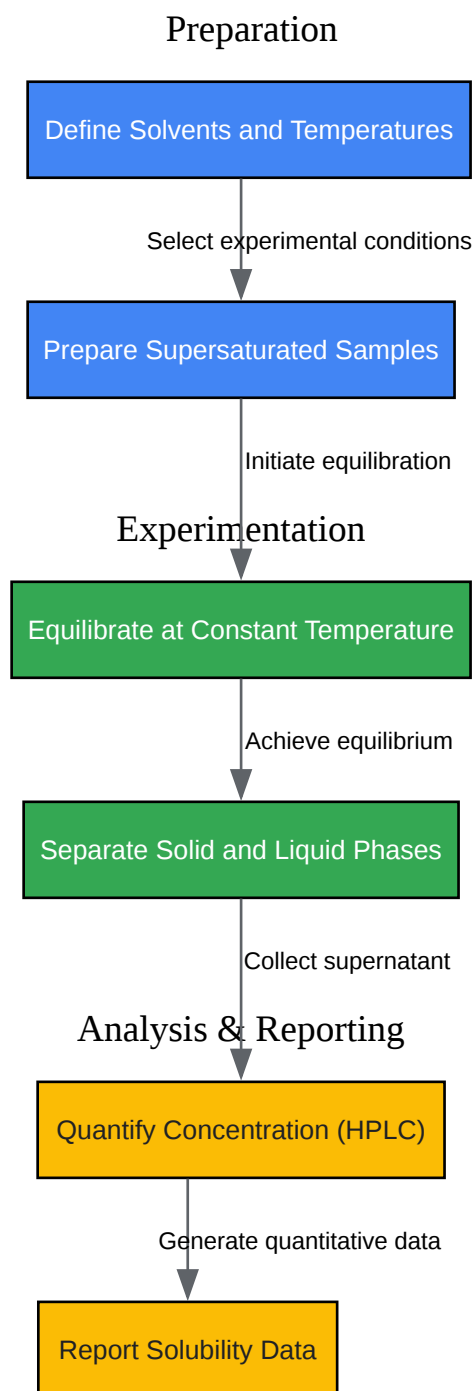 Preparation
Define Solvents and Temperatures
Select experimental conditions
Prepare Supersaturated Samples
Initiate equilibration
Experimentation
Equilibrate at Constant Temperature
Achieve equilibrium
Separate Solid and Liquid Phases
Collect supernatant
Analysis & Reporting
Quantify Concentration (HPLC)
Generate quantitative data
Report Solubility Data